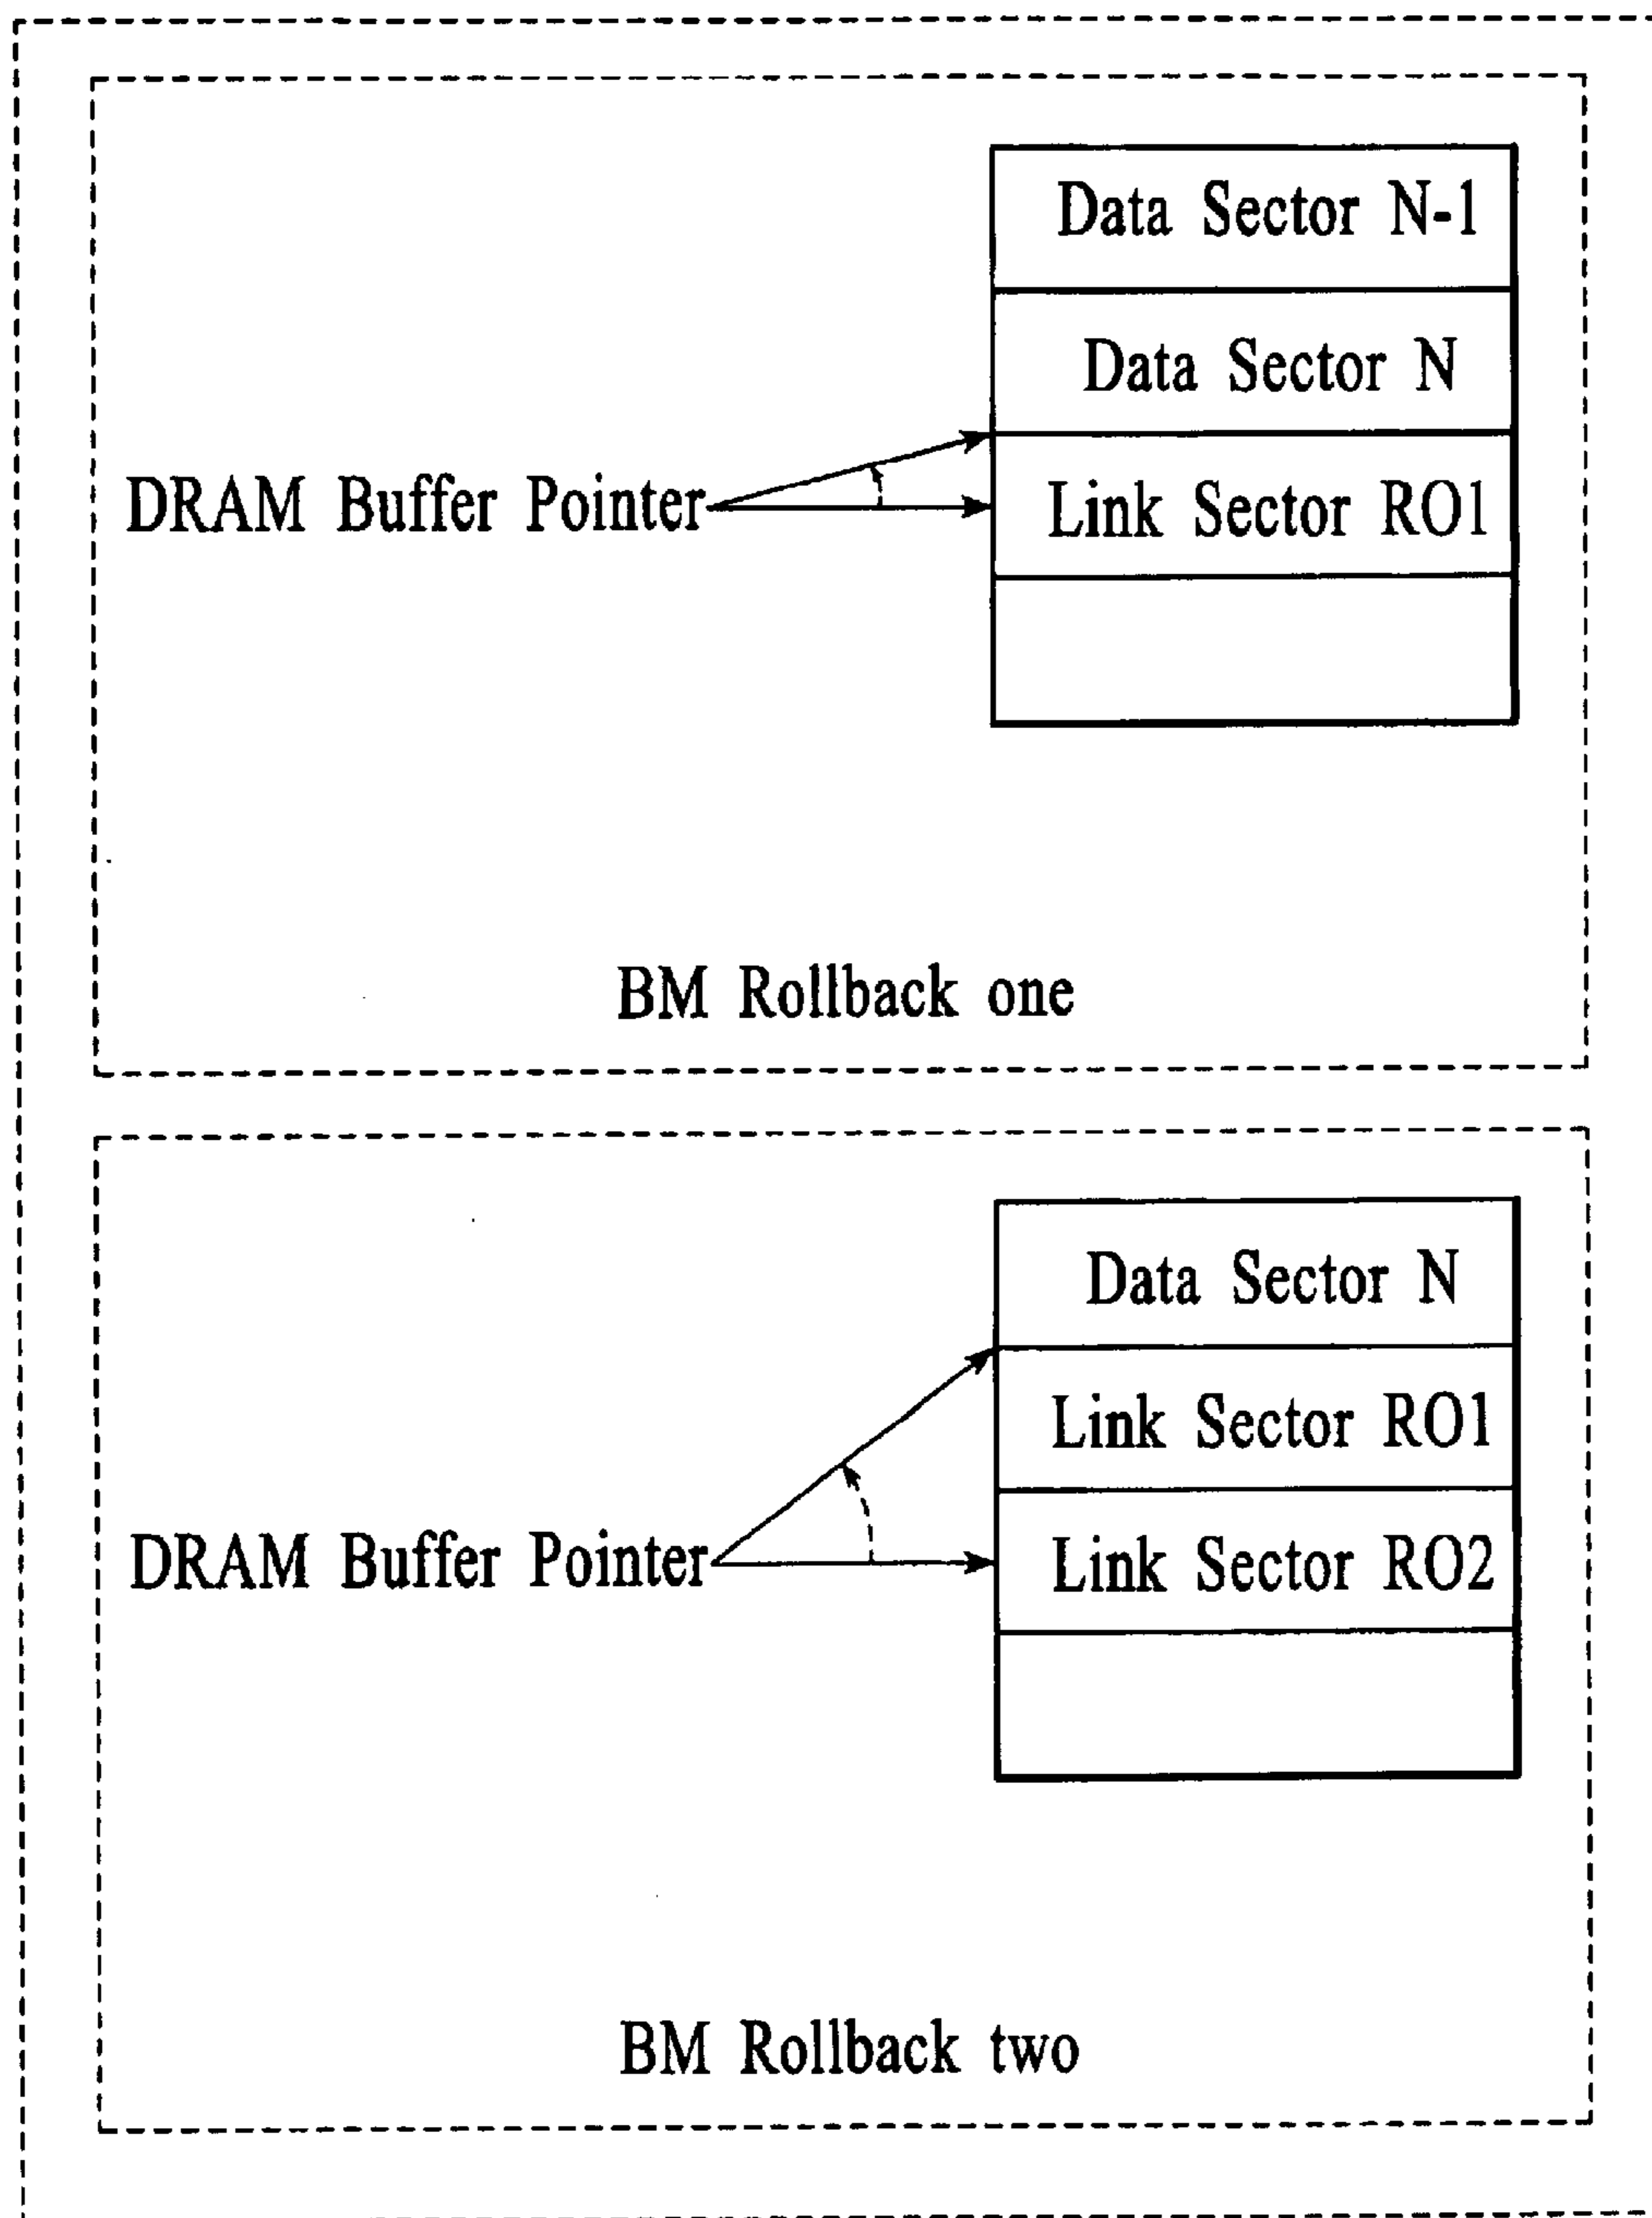 Data Sector N-1
Data Sector N
DRAM Buffer Pointer
Link Sector RO1
BM Rollback one
Data Sector N
Link Sector RO1
DRAM Buffer Pointer
Link Sector RO2
BM Rollback two